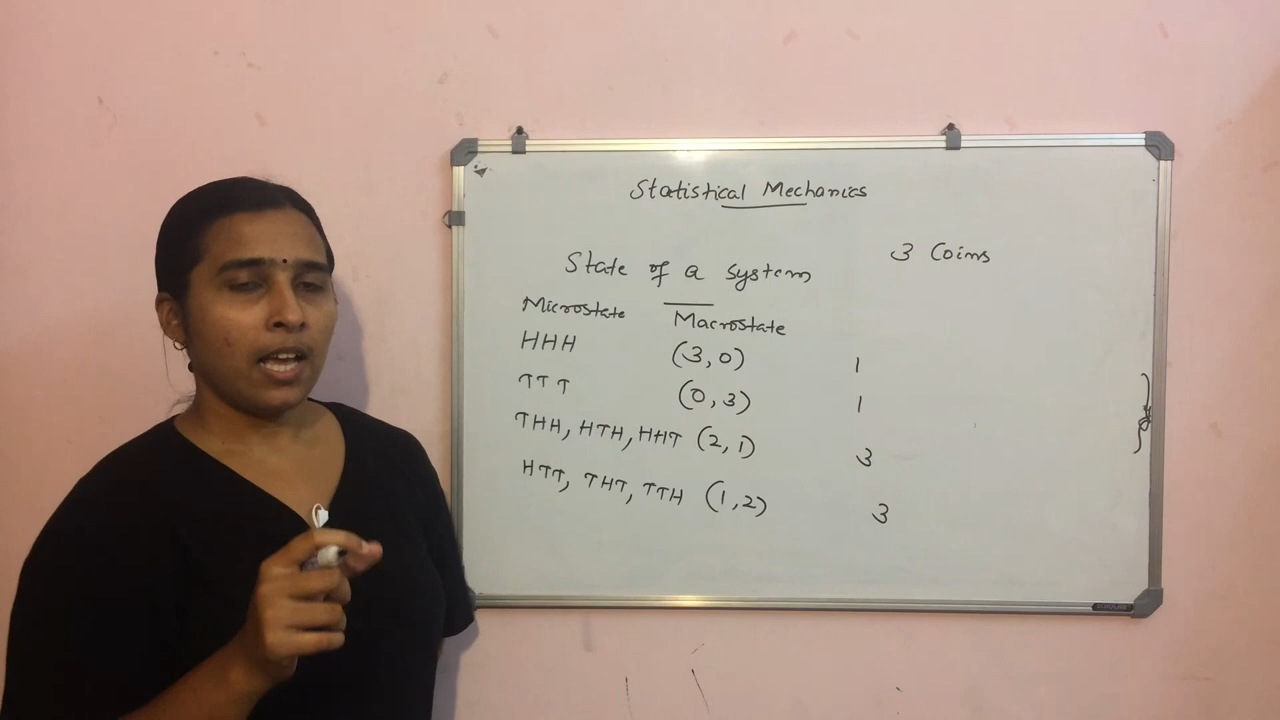 Statistical Mechanics
State of a system
3 Coins
Microstate Macrostate
HHH (3,0) 1
TTT (0,3) 1
THH, HTH, HHT (2,1) 3
HTT, THT, TTH (1,2) 3